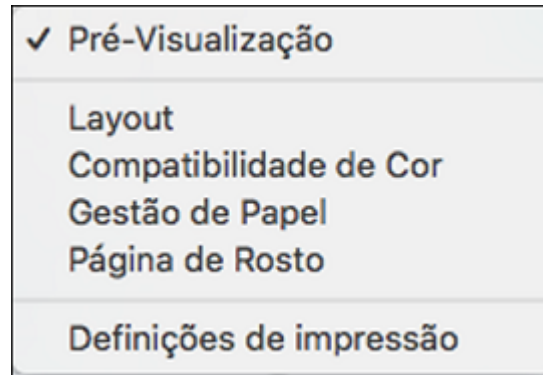 Pré-Visualização
Layout
Compatibilidade de Cor
Gestão de Papel
Página de Rosto
Definições de impressão